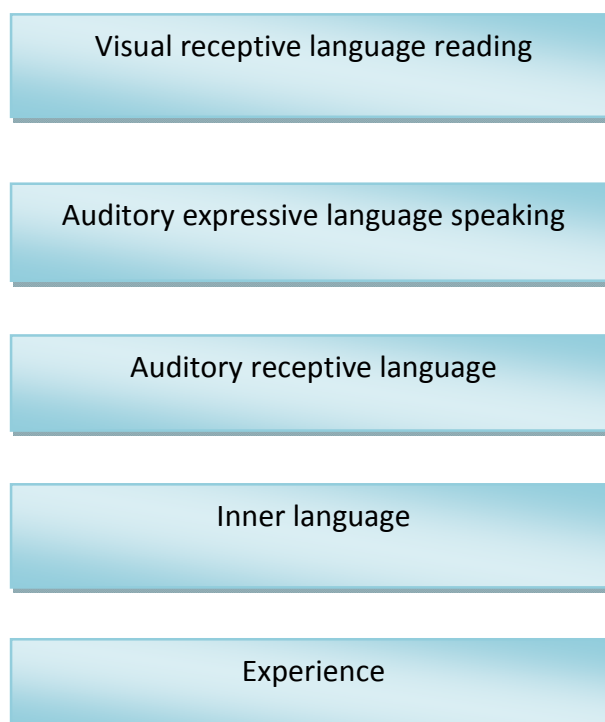 Visual receptive language reading
Auditory expressive language speaking
Auditory receptive language
Inner language
Experience